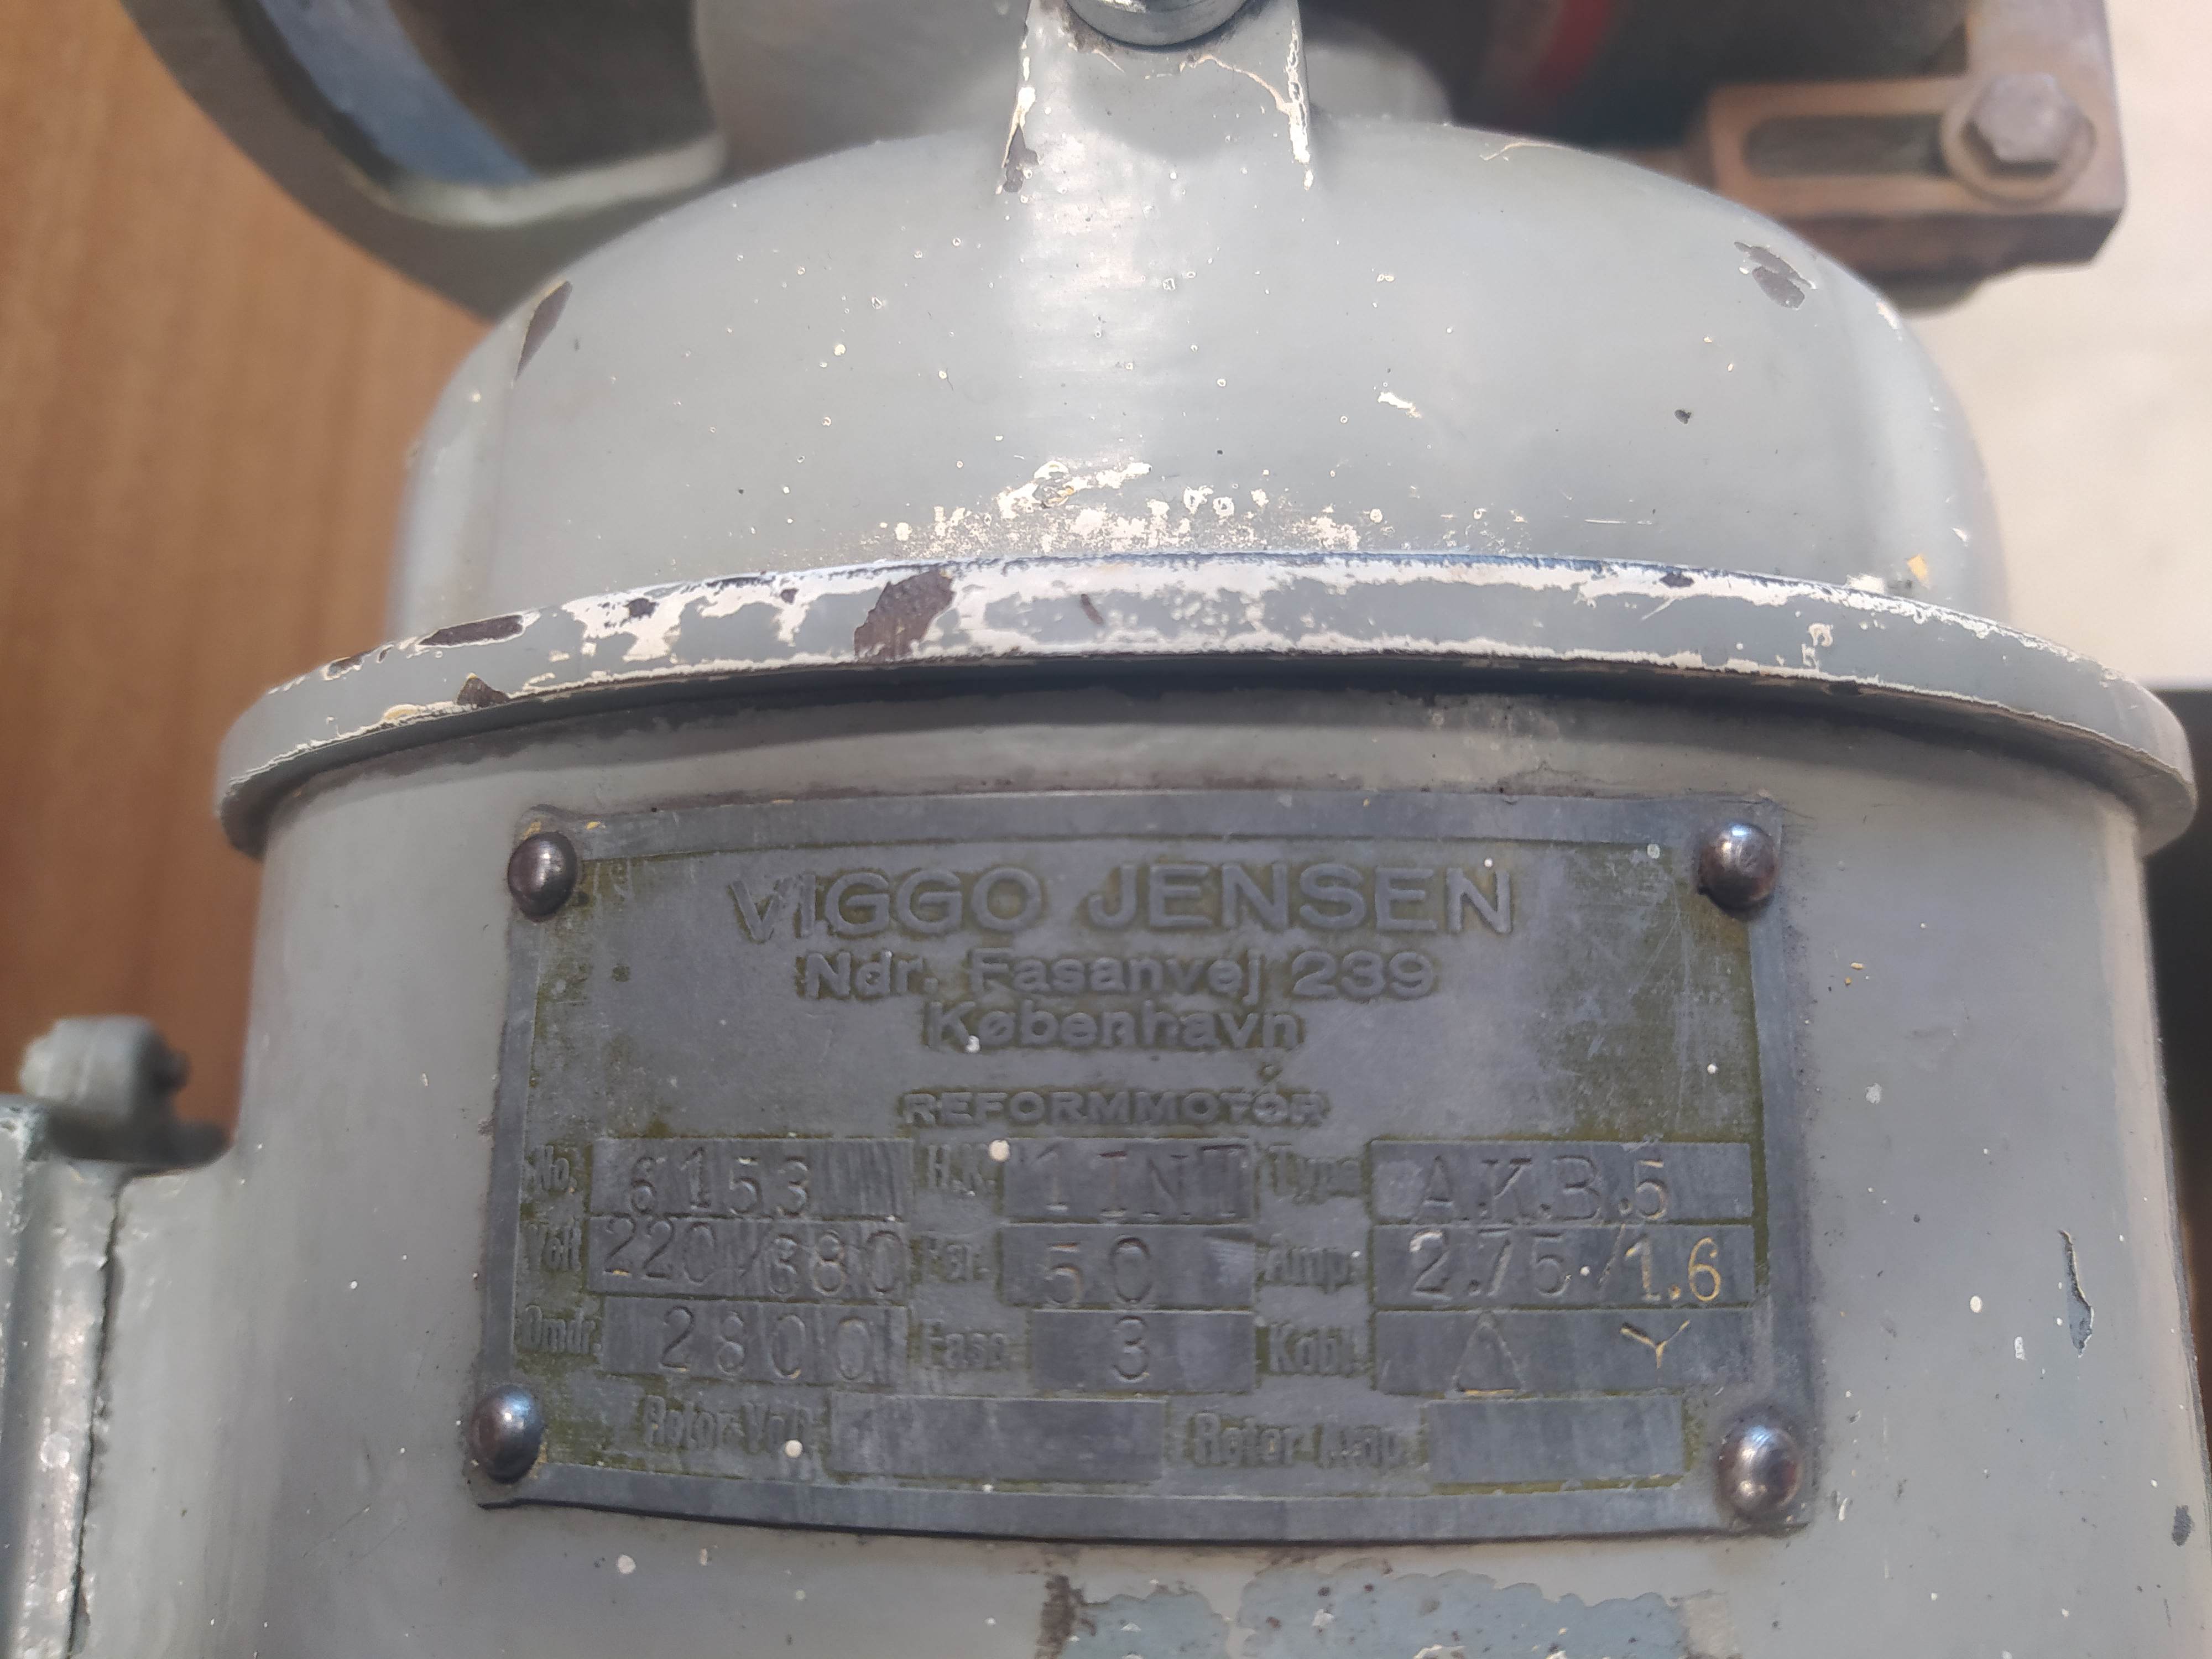 VIGGO JENSEN
Ndr. Fasanvej 239
København
REFORMMOTOR
No. 6153 H.K. 1 INT Type A.K.B.5
Volt 220/380 Per. 50 Amp. 2.75/1.6
Omdr. 2800 Fase 3 Kobl. Δ Y
Rotor Volt Rotor Amp.